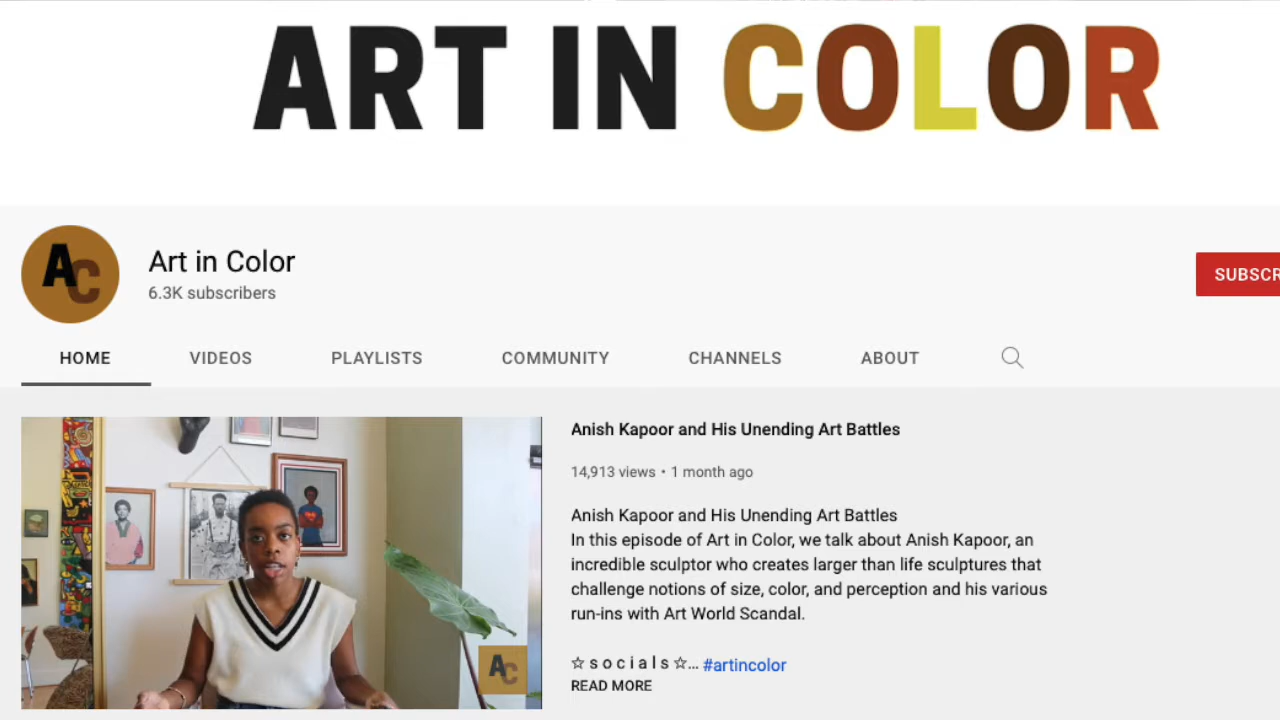 ART IN COLOR
AC
Art in Color
6.3K subscribers
SUBSCR
HOME VIDEOS PLAYLISTS COMMUNITY CHANNELS ABOUT
Anish Kapoor and His Unending Art Battles
14,913 views • 1 month ago
Anish Kapoor and His Unending Art Battles
In this episode of Art in Color, we talk about Anish Kapoor, an
incredible sculptor who creates larger than life sculptures that
challenge notions of size, color, and perception and his various
run-ins with Art World Scandal.
☆ s o c i a l s ☆... #artincolor
READ MORE
AC